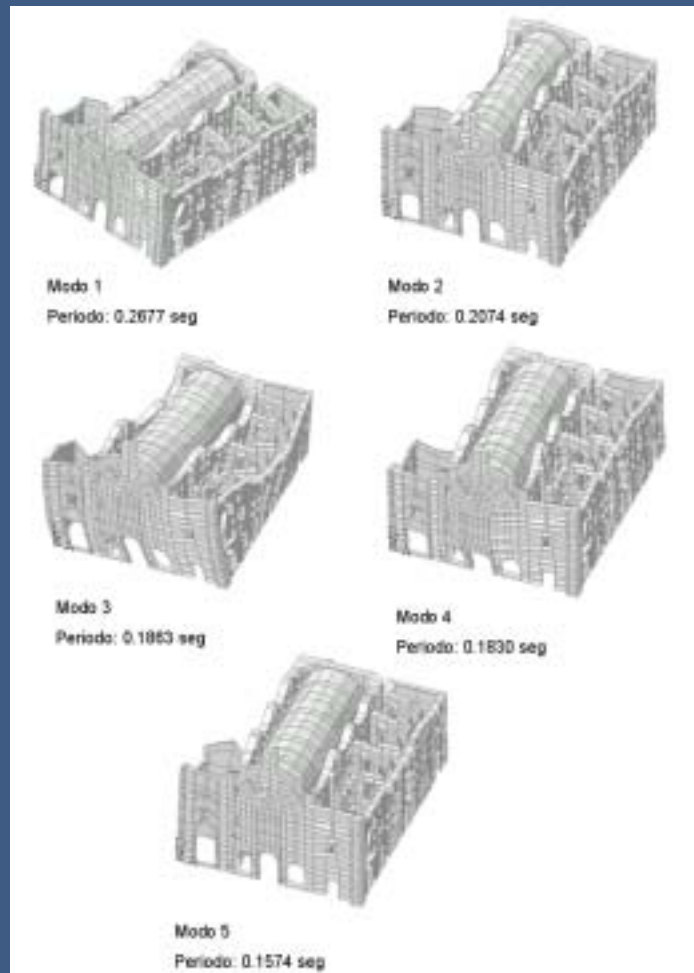 Modo 1
Periodo: 0.2677 seg
Modo 2
Periodo: 0.2074 seg
Modo 3
Periodo: 0.1863 seg
Modo 4
Periodo: 0.1830 seg
Modo 5
Periodo: 0.1574 seg